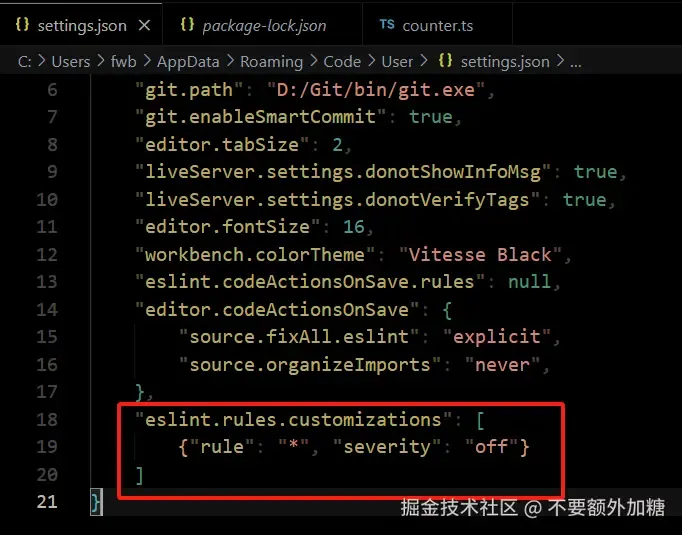 settings.json
package-lock.json
TS counter.ts
C: > Users > fwb > AppData > Roaming > Code > User > {} settings.json > ...
6 "git.path": "D:/Git/bin/git.exe",
7 "git.enableSmartCommit": true,
8 "editor.tabSize": 2,
9 "liveServer.settings.donotShowInfoMsg": true,
10 "liveServer.settings.donotVerifyTags": true,
11 "editor.fontSize": 16,
12 "workbench.colorTheme": "Vitesse Black",
13 "eslint.codeActionsOnSave.rules": null,
14 "editor.codeActionsOnSave": {
15 "source.fixAll.eslint": "explicit",
16 "source.organizeImports": "never",
17 },
18 "eslint.rules.customizations": [
19 {"rule": "*", "severity": "off"}
20 ]
21 }
掘金技术社区 @ 不要额外加糖